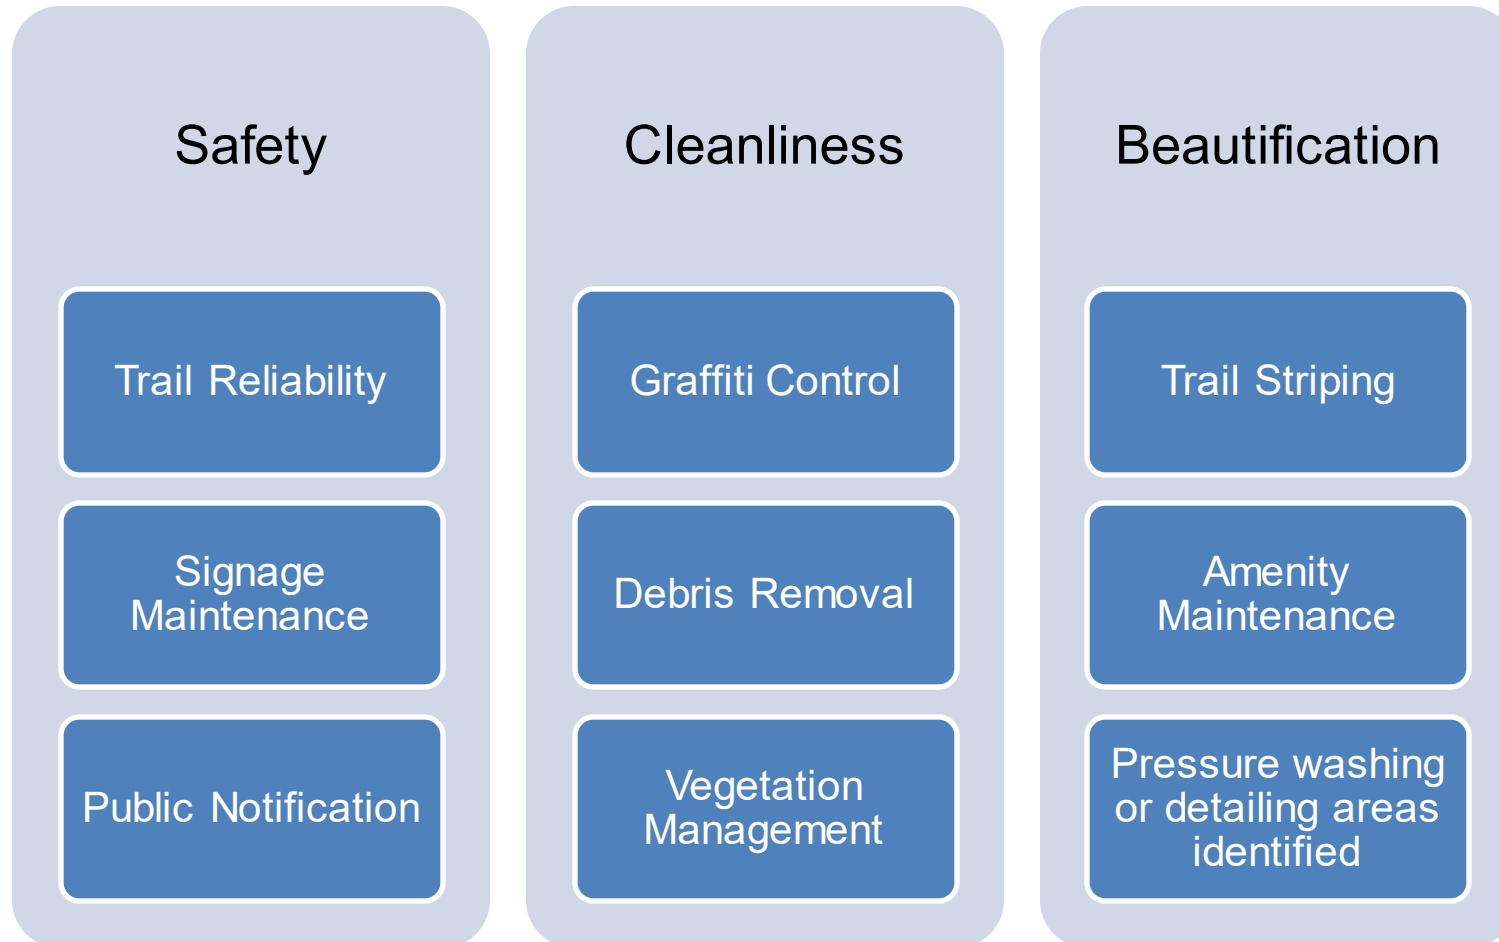 Safety
Trail Reliability
Signage
Maintenance
Public Notification
Cleanliness
Graffiti Control
Debris Removal
Vegetation
Management
Beautification
Trail Striping
Amenity
Maintenance
Pressure washing
or detailing areas
identified